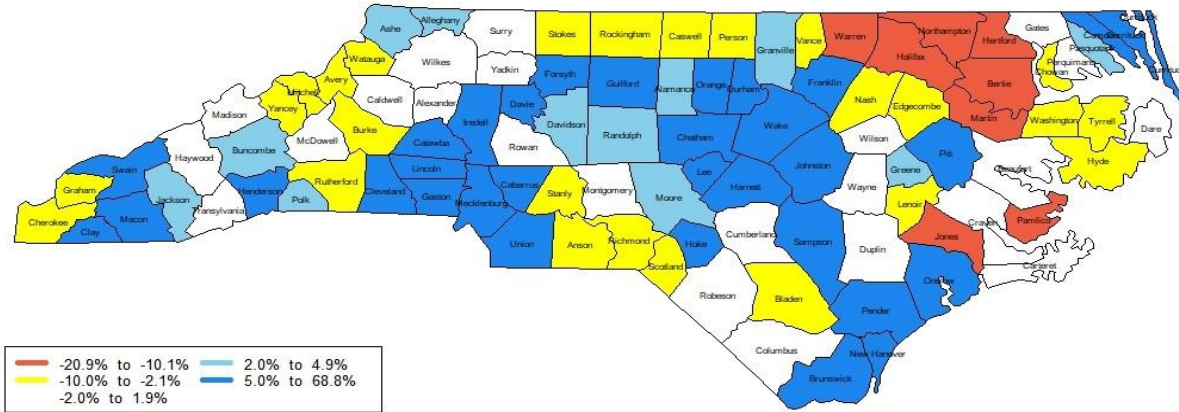 Ashe
Alleghany
Surry
Stokes
Rockingham
Caswell
Person
Granville
Vance
Warren
Northampton
Hertford
Gates
Camden
Currituck
Pasquotank
Perquimans
Chowan
Watauga
Wilkes
Yadkin
Forsyth
Guilford
Alamance
Orange
Durham
Franklin
Halifax
Bertie
Avery
Mitchell
Yancey
Madison
Caldwell
Alexander
Davie
Iredell
Nash
Edgecombe
Martin
Washington
Tyrrell
Dare
Burke
McDowell
Buncombe
Haywood
Catawba
Davidson
Randolph
Chatham
Wake
Wilson
Rowan
Swain
Lincoln
Lee
Johnston
Pitt
Hyde
Beaufort
Greene
Graham
Jackson
Henderson
Rutherford
Cleveland
Gaston
Cabarrus
Stanly
Montgomery
Moore
Harnett
Wayne
Lenoir
Craven
Pamlico
Cherokee
Clay
Macon
Transylvania
Polk
Mecklenburg
Union
Anson
Richmond
Scotland
Hoke
Cumberland
Sampson
Duplin
Jones
Carteret
Onslow
Robeson
Bladen
Pender
Columbus
New Hanover
Brunswick
-20.9% to -10.1% 2.0% to 4.9%
-10.0% to -2.1% 5.0% to 68.8%
-2.0% to 1.9%